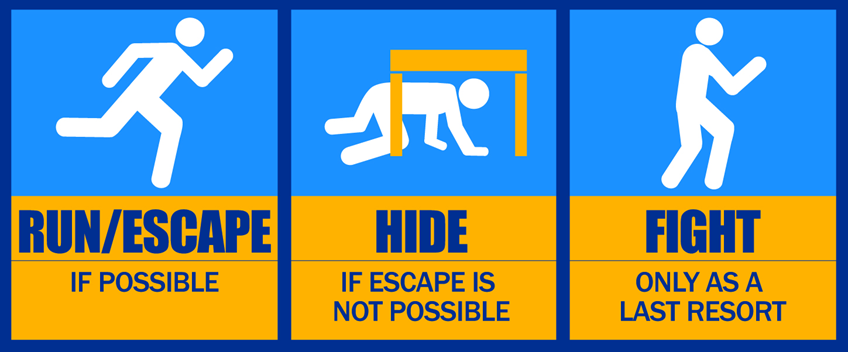 RUN/ESCAPE
IF POSSIBLE
HIDE
IF ESCAPE IS
NOT POSSIBLE
FIGHT
ONLY AS A
LAST RESORT